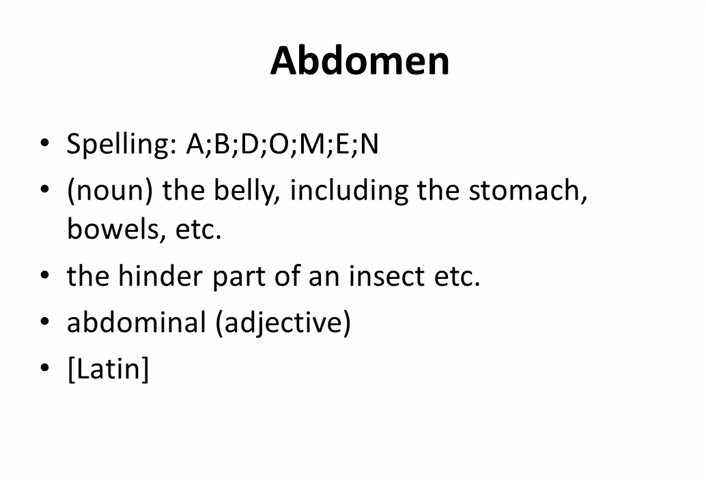 Abdomen
• Spelling: A;B;D;O;M;E;N
• (noun) the belly, including the stomach,
bowels, etc.
• the hinder part of an insect etc.
• abdominal (adjective)
• [Latin]